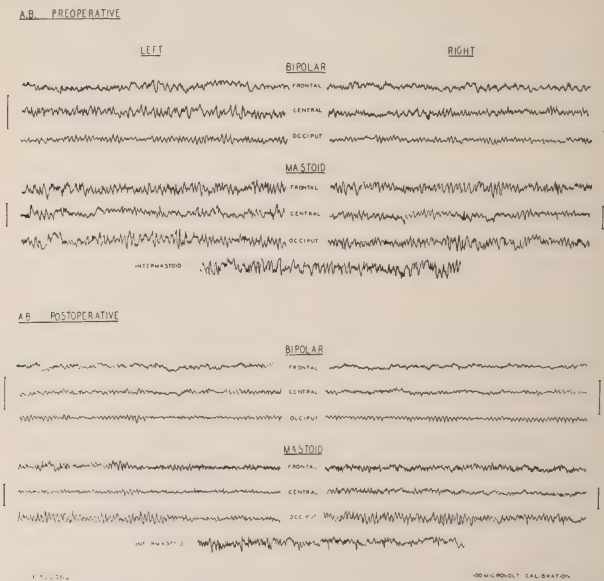 A.B. PREOPERATIVE
LEFT RIGHT
BIPOLAR
FRONTAL
CENTRAL
OCCIPUT
MASTOID
FRONTAL
CENTRAL
OCCIPUT
INTERMASTOID
A.B POSTOPERATIVE
BIPOLAR
FRONTAL
CENTRAL
OCCIPUT
MASTOID
FRONTAL
CENTRAL
OCCIPUT
INTERMASTOID
100 MICROVOLT CALIBRATION